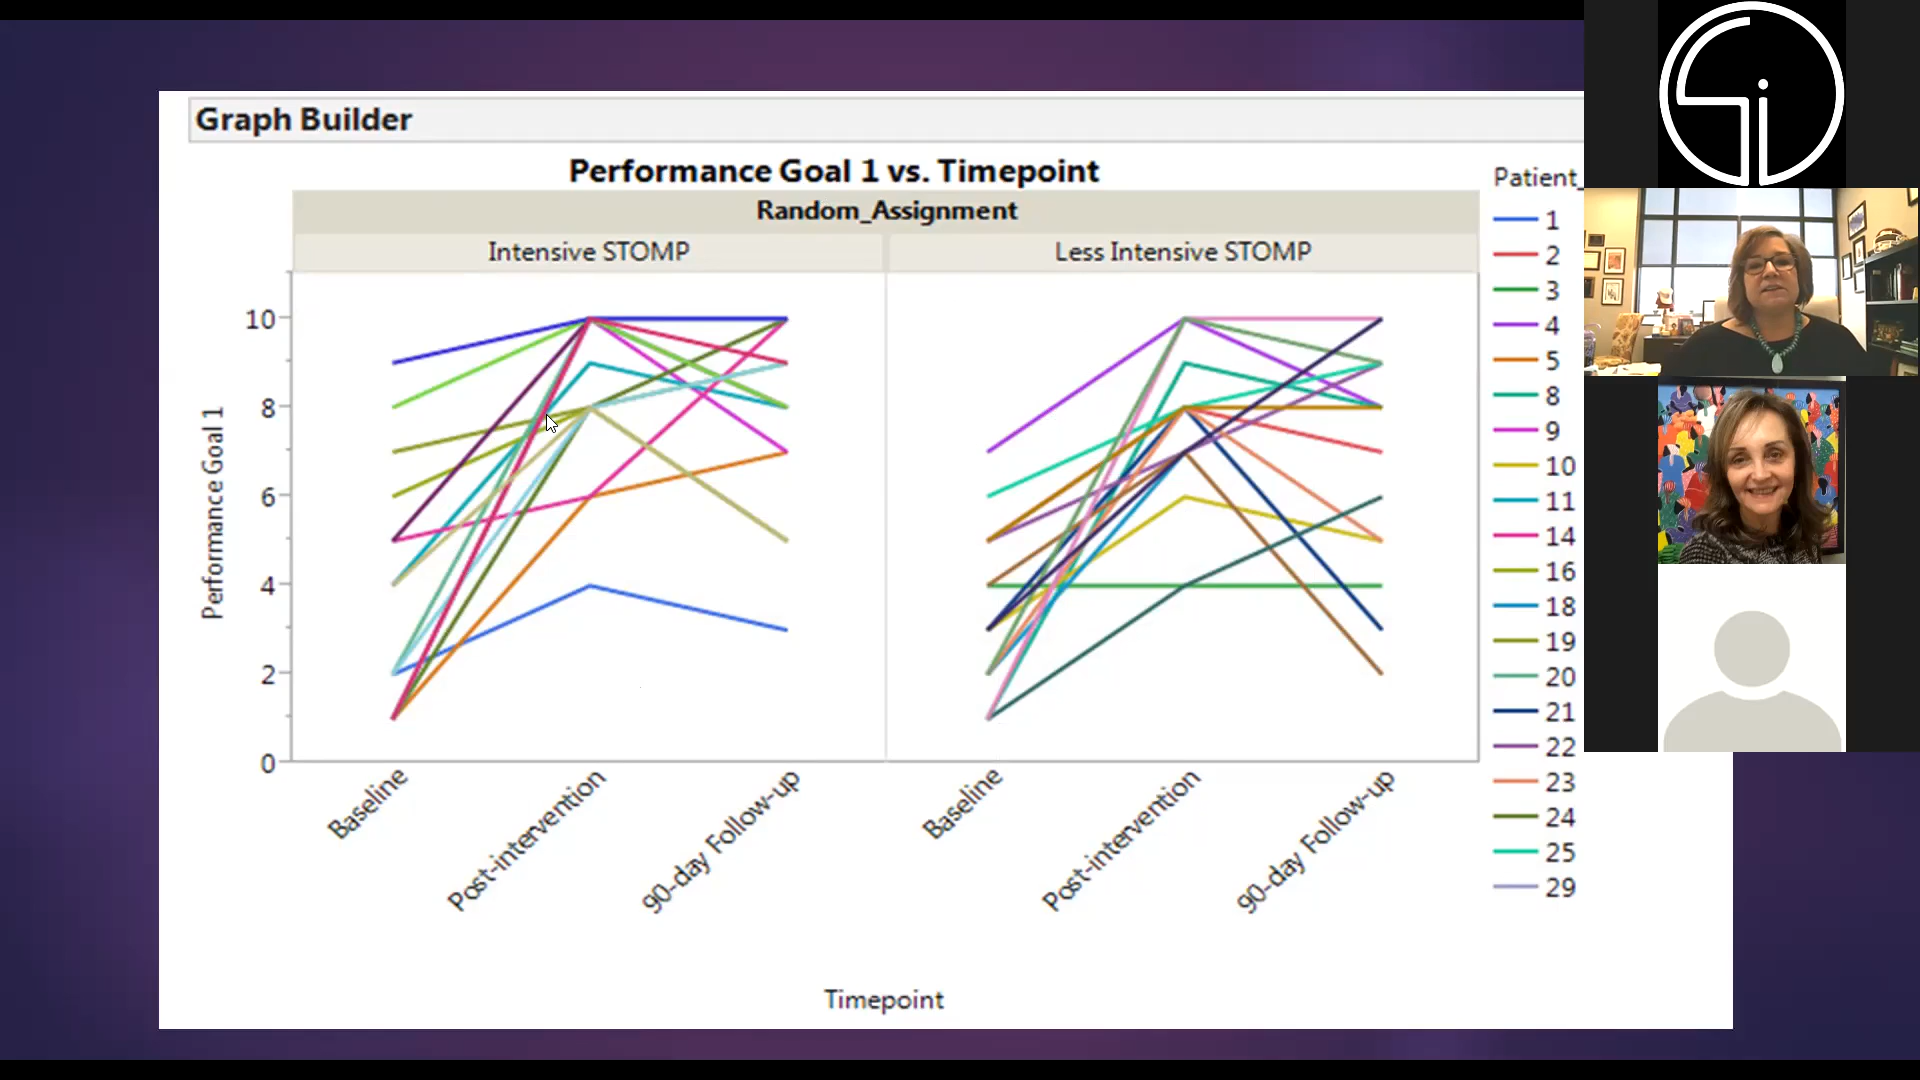 Graph Builder
Performance Goal 1 vs. Timepoint
Random_Assignment
Intensive STOMP
Less Intensive STOMP
Performance Goal 1
10
8
6
4
2
0
Baseline
Post-intervention
90-day Follow-up
Baseline
Post-intervention
90-day Follow-up
Timepoint
Patient_
1
2
3
4
5
8
9
10
11
14
16
18
19
20
21
22
23
24
25
29